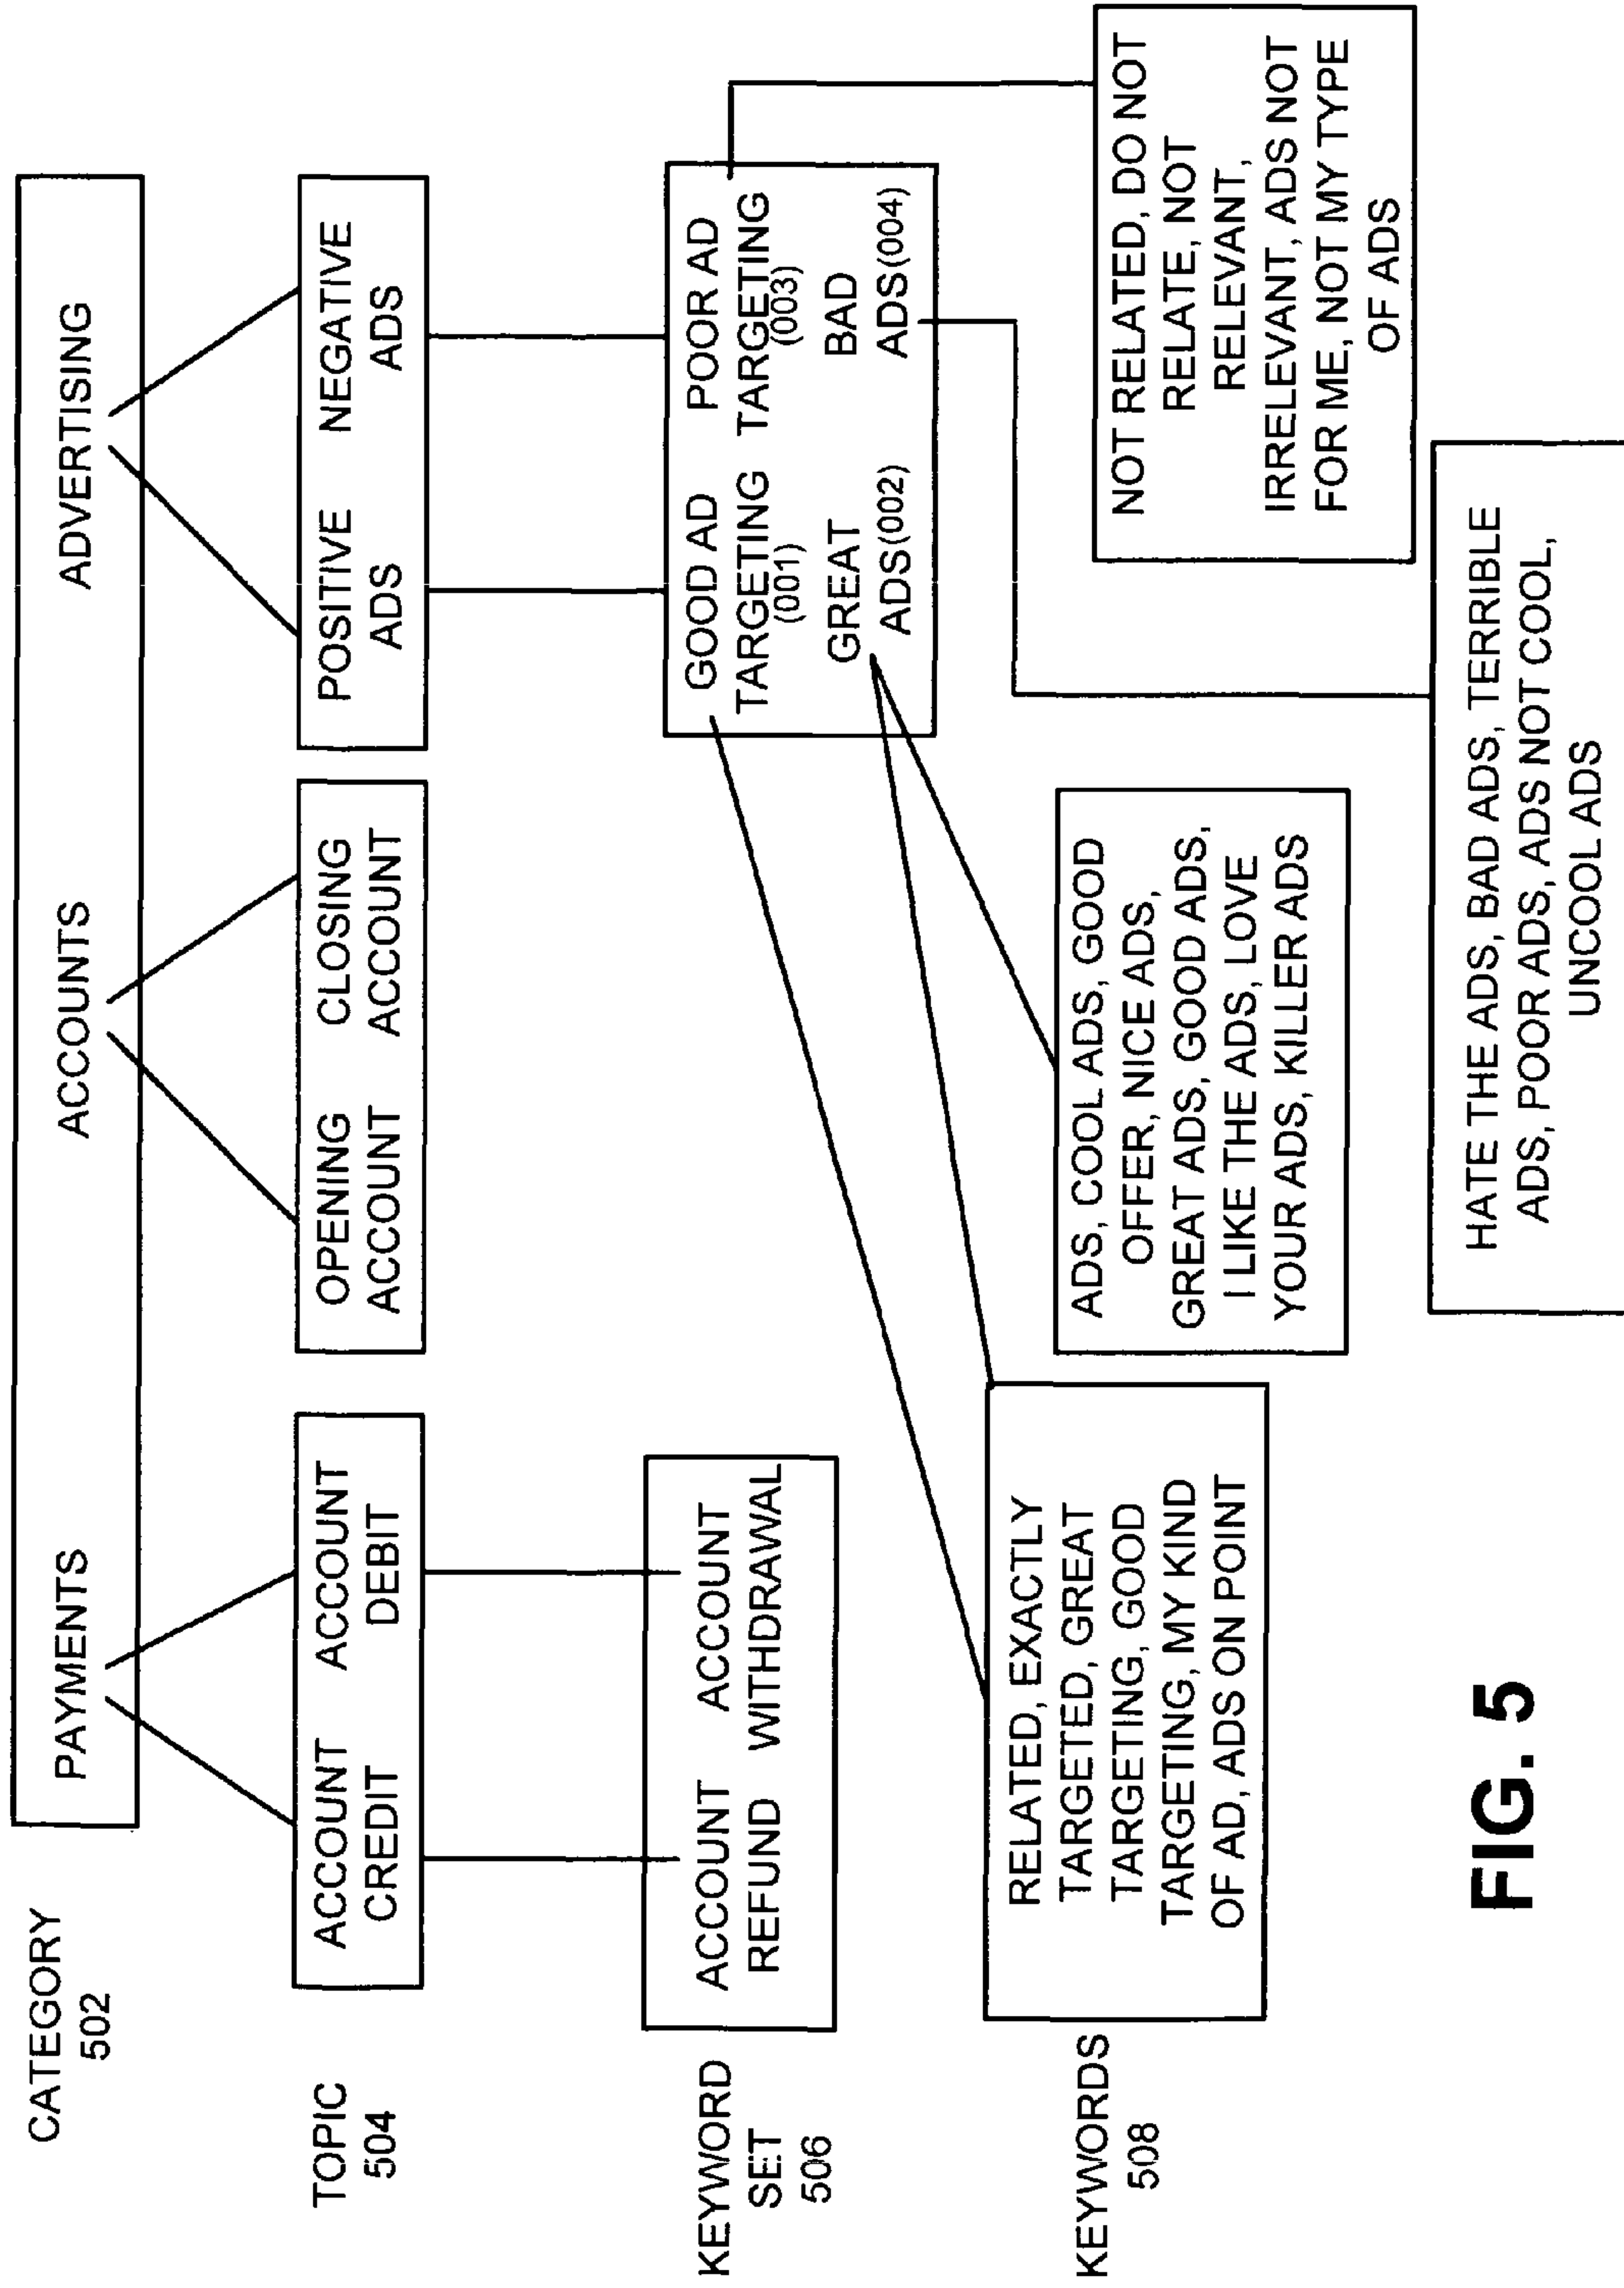 CATEGORY
502
PAYMENTS
ACCOUNTS
ADVERTISING
TOPIC
504
ACCOUNT
CREDIT
ACCOUNT
DEBIT
OPENING
ACCOUNT
CLOSING
ACCOUNT
POSITIVE
ADS
NEGATIVE
ADS
KEYWORD
SET
506
ACCOUNT
REFUND
ACCOUNT
WITHDRAWAL
GOOD AD
TARGETING
(001)
POOR AD
TARGETING
(003)
GREAT
ADS(002)
BAD
ADS(004)
KEYWORDS
508
RELATED, EXACTLY
TARGETED, GREAT
TARGETING, GOOD
TARGETING, MY KIND
OF AD, ADS ON POINT
ADS, COOL ADS, GOOD
OFFER, NICE ADS,
GREAT ADS, GOOD ADS,
I LIKE THE ADS, LOVE
YOUR ADS, KILLER ADS
NOT RELATED, DO NOT
RELATE, NOT
RELEVANT,
IRRELEVANT, ADS NOT
FOR ME, NOT MY TYPE
OF ADS
HATE THE ADS, BAD ADS, TERRIBLE
ADS, POOR ADS, ADS NOT COOL,
UNCOOL ADS
FIG. 5